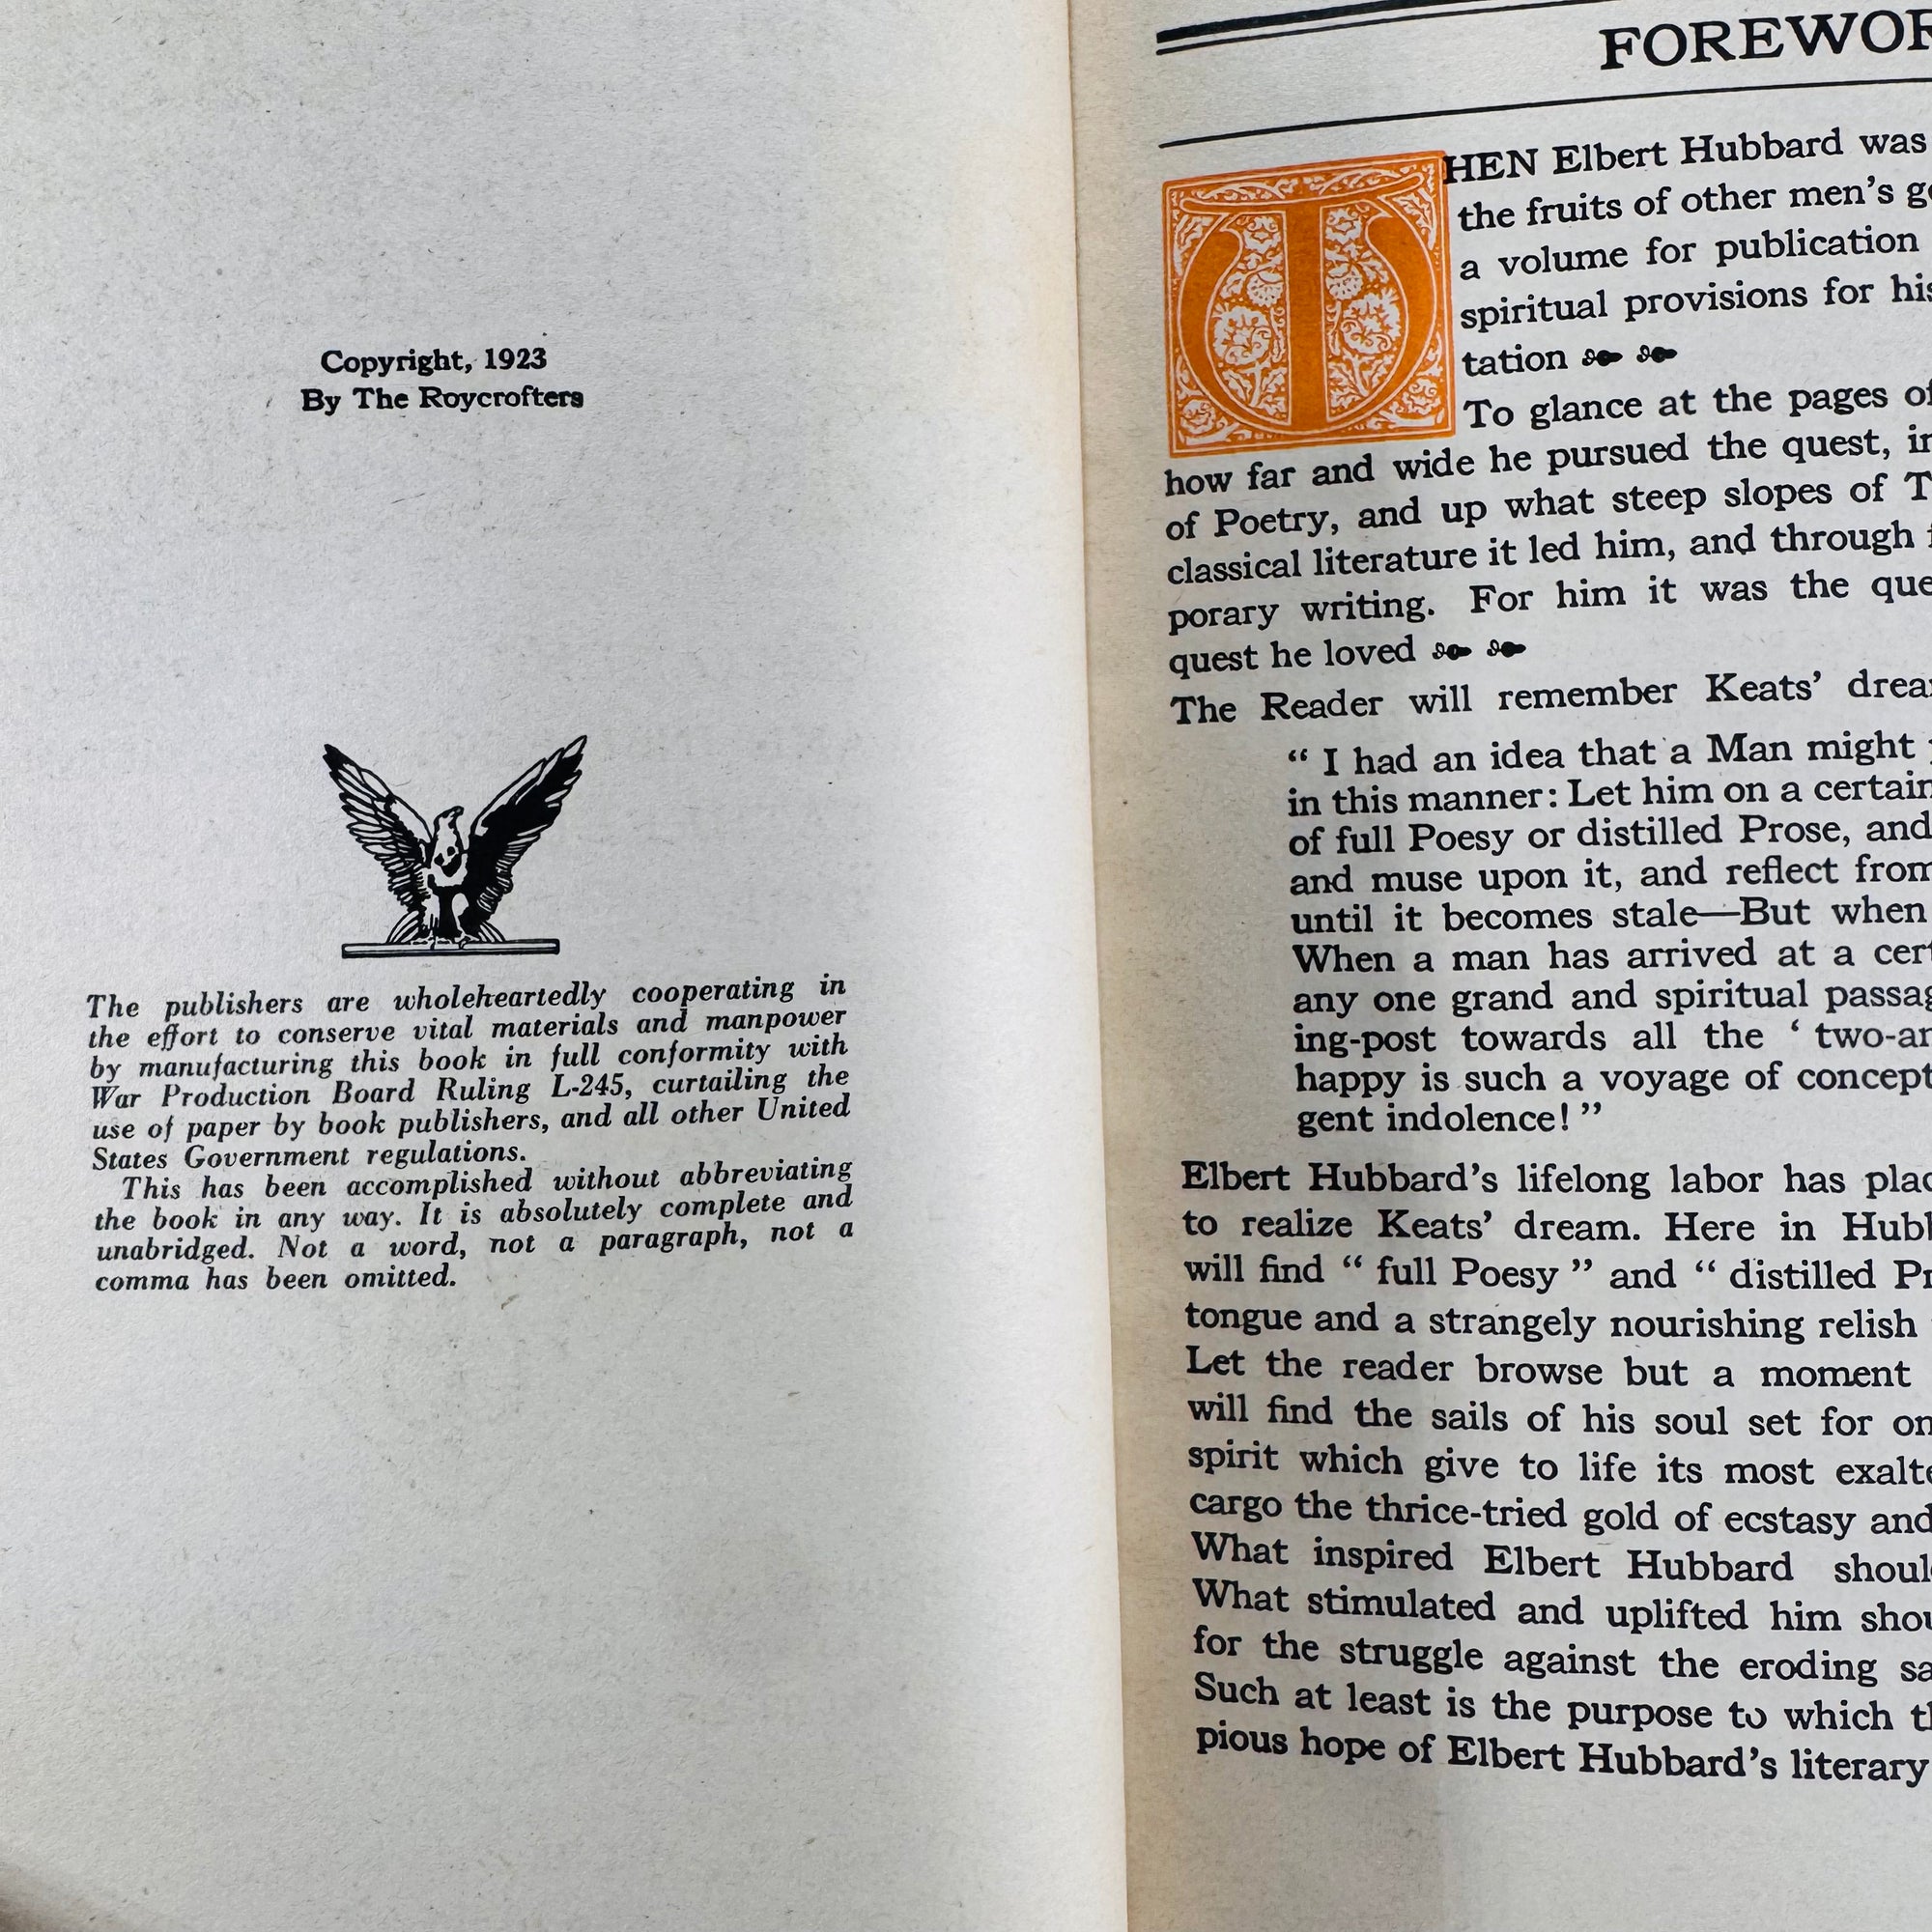 Copyright, 1923
By The Roycrofters
The publishers are wholeheartedly cooperating in
the effort to conserve vital materials and manpower
by manufacturing this book in full conformity with
War Production Board Ruling L-245, curtailing the
use of paper by book publishers, and all other United
States Government regulations.
This has been accomplished without abbreviating
the book in any way. It is absolutely complete and
unabridged. Not a word, not a paragraph, not a
comma has been omitted.
FOREWOR
THEN Elbert Hubbard was
the fruits of other men's g
a volume for publication
spiritual provisions for his
tation
To glance at the pages of
how far and wide he pursued the quest, in
of Poetry, and up what steep slopes of T
classical literature it led him, and through
porary writing. For him it was the que
quest he loved
The Reader will remember Keats' drea
“ I had an idea that a Man might
in this manner: Let him on a certain
of full Poesy or distilled Prose, and
and muse upon it, and reflect from
until it becomes stale—But when
When a man has arrived at a cert
any one grand and spiritual passag
ing-post towards all the ‘ two-an
happy is such a voyage of concept
gent indolence! ”
Elbert Hubbard's lifelong labor has plac
to realize Keats' dream. Here in Hubb
will find “ full Poesy ” and “ distilled Pr
tongue and a strangely nourishing relish
Let the reader browse but a moment
will find the sails of his soul set for on
spirit which give to life its most exalte
cargo the thrice-tried gold of ecstasy and
What inspired Elbert Hubbard shoul
What stimulated and uplifted him shou
for the struggle against the eroding sa
Such at least is the purpose to which th
pious hope of Elbert Hubbard's literary